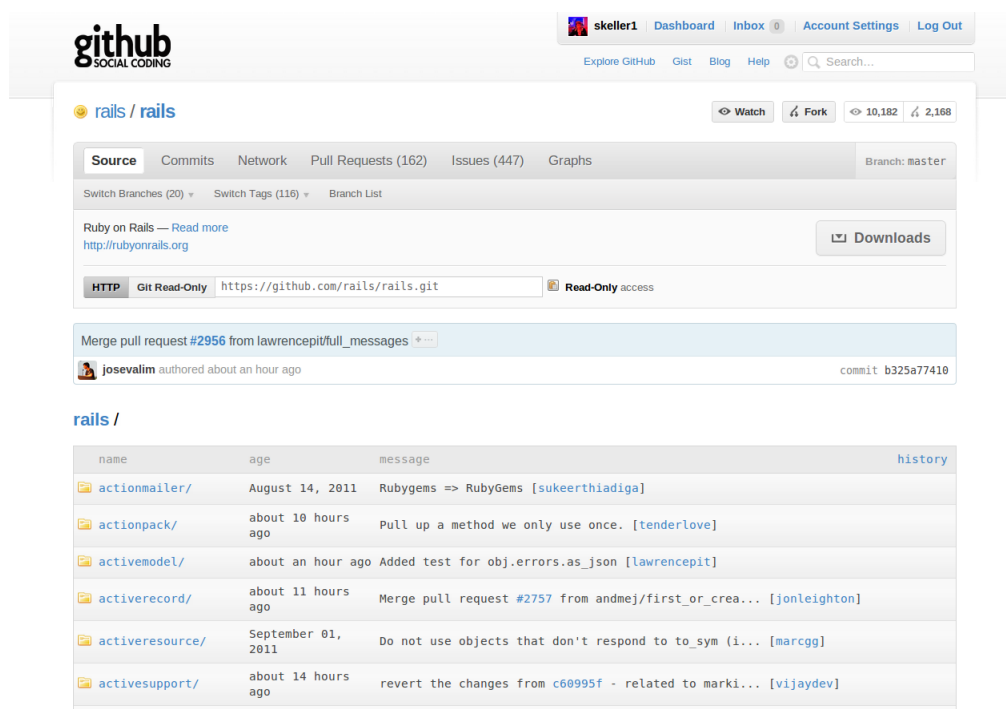 github
SOCIAL CODING
skeller1 Dashboard Inbox 0 Account Settings Log Out
Explore GitHub Gist Blog Help Search...
rails / rails
Watch Fork 10,182 2,168
Source Commits Network Pull Requests (162) Issues (447) Graphs Branch: master
Switch Branches (20) Switch Tags (116) Branch List
Ruby on Rails — Read more
http://rubyonrails.org
Downloads
HTTP Git Read-Only https://github.com/rails/rails.git Read-Only access
Merge pull request #2956 from lawrencepit/full_messages
josevalim authored about an hour ago commit b325a77410
rails /
name age message history
actionmailer/ August 14, 2011 Rubygems => RubyGems [sukeerthiadiga]
actionpack/ about 10 hours ago Pull up a method we only use once. [tenderlove]
activemodel/ about an hour ago Added test for obj.errors.as_json [lawrencepit]
activerecord/ about 11 hours ago Merge pull request #2757 from andmej/first_or_crea... [jonleighton]
activeresource/ September 01, 2011 Do not use objects that don't respond to to_sym (i... [marcgg]
activesupport/ about 14 hours ago revert the changes from c60995f - related to marki... [vijaydev]